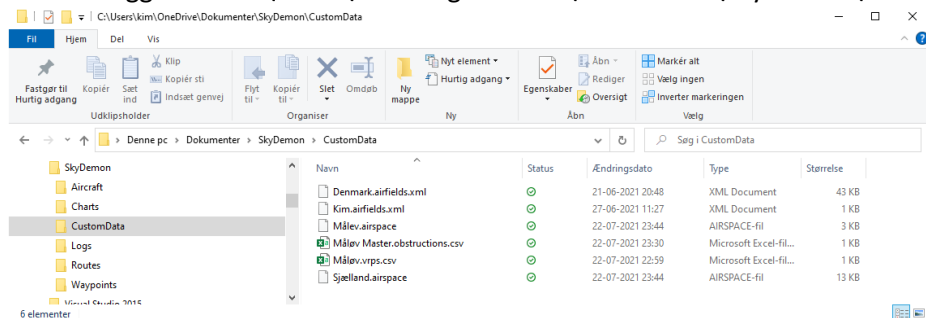 C:\Users\kim\OneDrive\Dokumenter\SkyDemon\CustomData
Fil Hjem Del Vis
Fastgør til Hurtig adgang
Kopiér
Sæt ind
Klip
Kopiér sti
Indsæt genvej
Udklipsholder
Flyt til
Kopiér til
Slet
Omdøb
Organiser
Ny mappe
Nyt element
Hurtig adgang
Ny
Egenskaber
Åbn
Rediger
Oversigt
Åbn
Markér alt
Vælg ingen
Inverter markeringen
Vælg
Denne pc > Dokumenter > SkyDemon > CustomData
Søg i CustomData
SkyDemon
Aircraft
Charts
CustomData
Logs
Routes
Waypoints
Visual Studio 2015
Navn Status Ændringsdato Type Størrelse
Denmark.airfields.xml 21-06-2021 20:48 XML Document 43 KB
Kim.airfields.xml 27-06-2021 11:27 XML Document 1 KB
Målev.airspace 22-07-2021 23:44 AIRSPACE-fil 3 KB
Måløv Master.obstructions.csv 22-07-2021 23:30 Microsoft Excel-fil... 1 KB
Måløv.vrps.csv 22-07-2021 22:59 Microsoft Excel-fil... 1 KB
Sjælland.airspace 22-07-2021 23:44 AIRSPACE-fil 13 KB
6 elementer